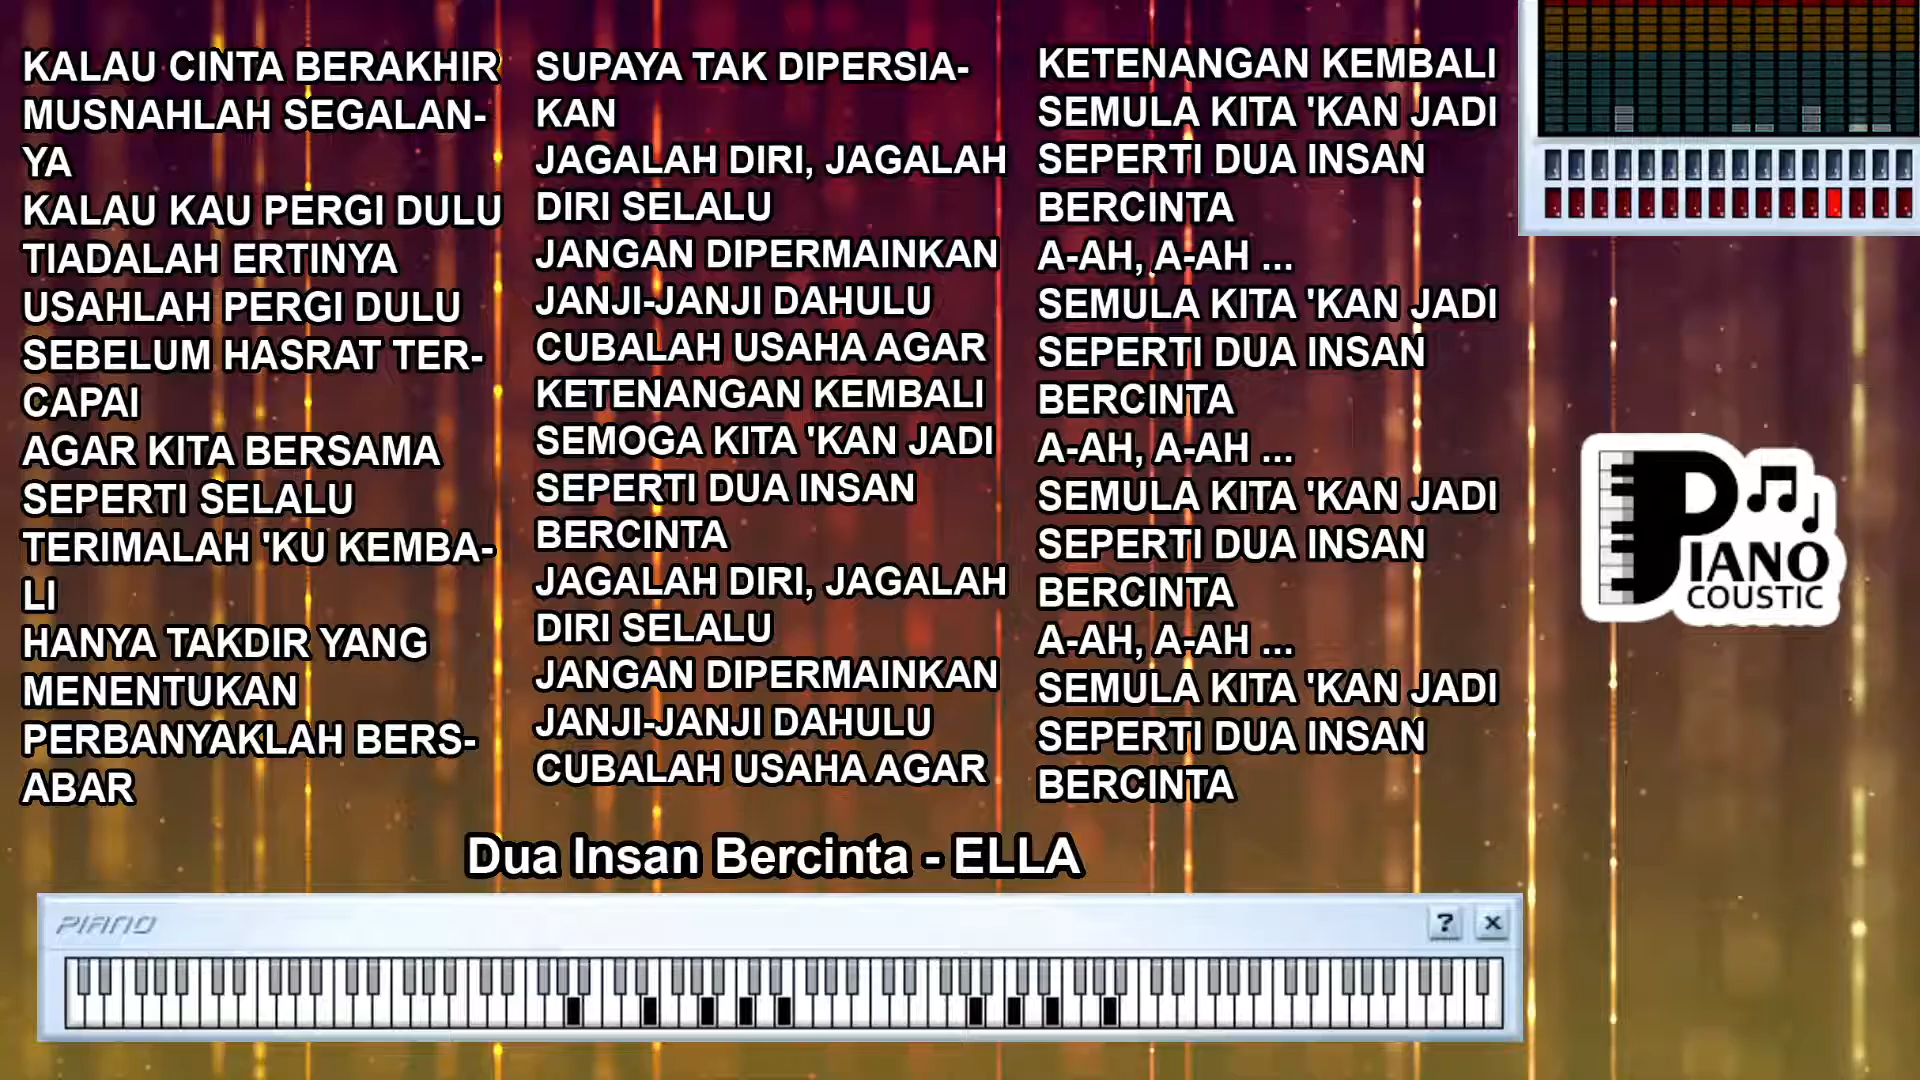 KALAU CINTA BERAKHIR
MUSNAHLAH SEGALAN-
YA
KALAU KAU PERGI DULU
TIADALAH ERTINYA
USAHLAH PERGI DULU
SEBELUM HASRAT TER-
CAPAI
AGAR KITA BERSAMA
SEPERTI SELALU
TERIMALAH 'KU KEMBA-
LI
HANYA TAKDIR YANG
MENENTUKAN
PERBANYAKLAH BERS-
ABAR
SUPAYA TAK DIPERSIA-
KAN
JAGALAH DIRI, JAGALAH
DIRI SELALU
JANGAN DIPERMAINKAN
JANJI-JANJI DAHULU
CUBALAH USAHA AGAR
KETENANGAN KEMBALI
SEMOGA KITA 'KAN JADI
SEPERTI DUA INSAN
BERCINTA
JAGALAH DIRI, JAGALAH
DIRI SELALU
JANGAN DIPERMAINKAN
JANJI-JANJI DAHULU
CUBALAH USAHA AGAR
KETENANGAN KEMBALI
SEMULA KITA 'KAN JADI
SEPERTI DUA INSAN
BERCINTA
A-AH, A-AH ...
SEMULA KITA 'KAN JADI
SEPERTI DUA INSAN
BERCINTA
A-AH, A-AH ...
SEMULA KITA 'KAN JADI
SEPERTI DUA INSAN
BERCINTA
A-AH, A-AH ...
SEMULA KITA 'KAN JADI
SEPERTI DUA INSAN
BERCINTA
PIANO
COUSTIC
Dua Insan Bercinta - ELLA
PIANO
? x